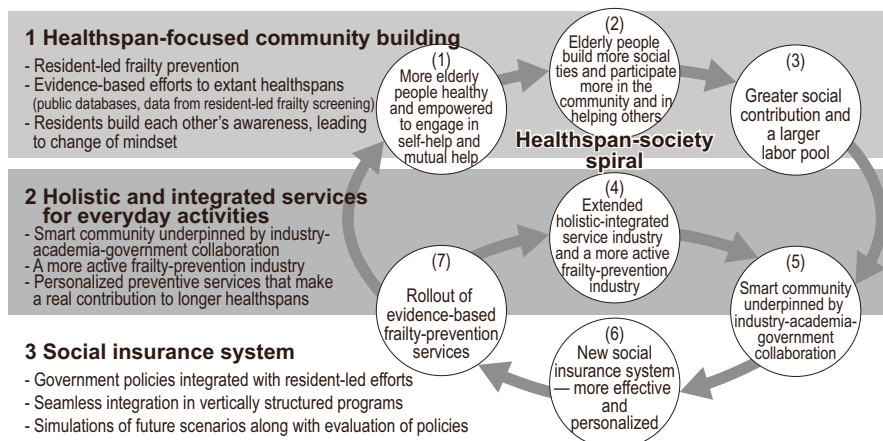 1 Healthspan-focused community building
- Resident-led frailty prevention
- Evidence-based efforts to extant healthspans
(public databases, data from resident-led frailty screening)
- Residents build each other's awareness, leading
to change of mindset
(1)
More elderly
people healthy
and empowered
to engage in
self-help and
mutual help
(2)
Elderly people
build more social
ties and participate
more in the
community and in
helping others
(3)
Greater social
contribution and
a larger
labor pool
Healthspan-society
spiral
2 Holistic and integrated services
for everyday activities
- Smart community underpinned by industry-
academia-government collaboration
- A more active frailty-prevention industry
- Personalized preventive services that make
a real contribution to longer healthspans
(4)
Extended
holistic-integrated
service industry
and a more active
frailty-prevention
industry
(5)
Smart community
underpinned by
industry-academia-
government
collaboration
(6)
New social
insurance system
— more effective
and
personalized
(7)
Rollout of
evidence-based
frailty-prevention
services
3 Social insurance system
- Government policies integrated with resident-led efforts
- Seamless integration in vertically structured programs
- Simulations of future scenarios along with evaluation of policies